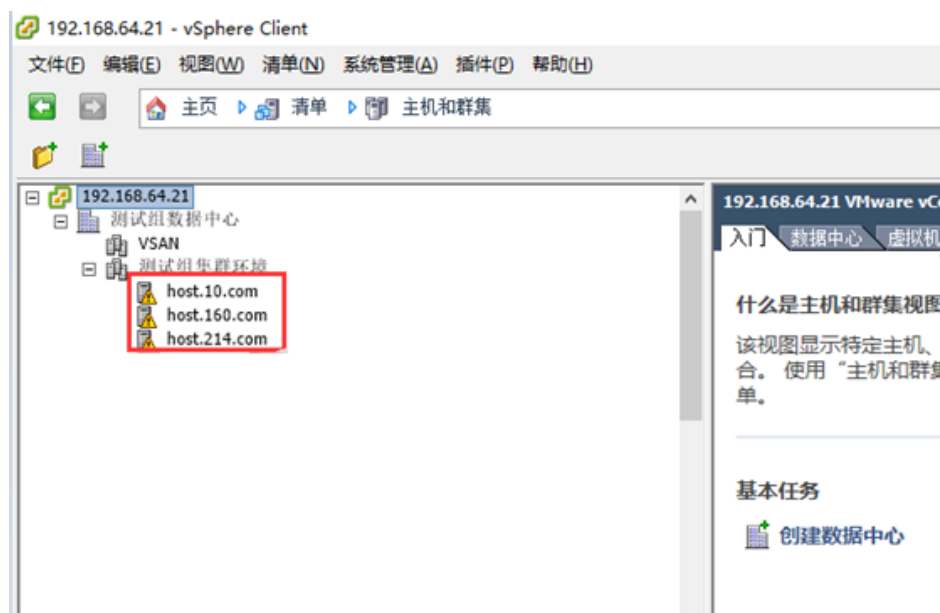 192.168.64.21 - vSphere Client
文件(F) 编辑(E) 视图(W) 清单(N) 系统管理(A) 插件(P) 帮助(H)
主页 清单 主机和群集
192.168.64.21
测试组数据中心
VSAN
测试组集群环境
host.10.com
host.160.com
host.214.com
192.168.64.21 VMware vCe
入门 数据中心 虚拟机
什么是主机和群集视图
该视图显示特定主机、
合。 使用“主机和群集
单。
基本任务
创建数据中心